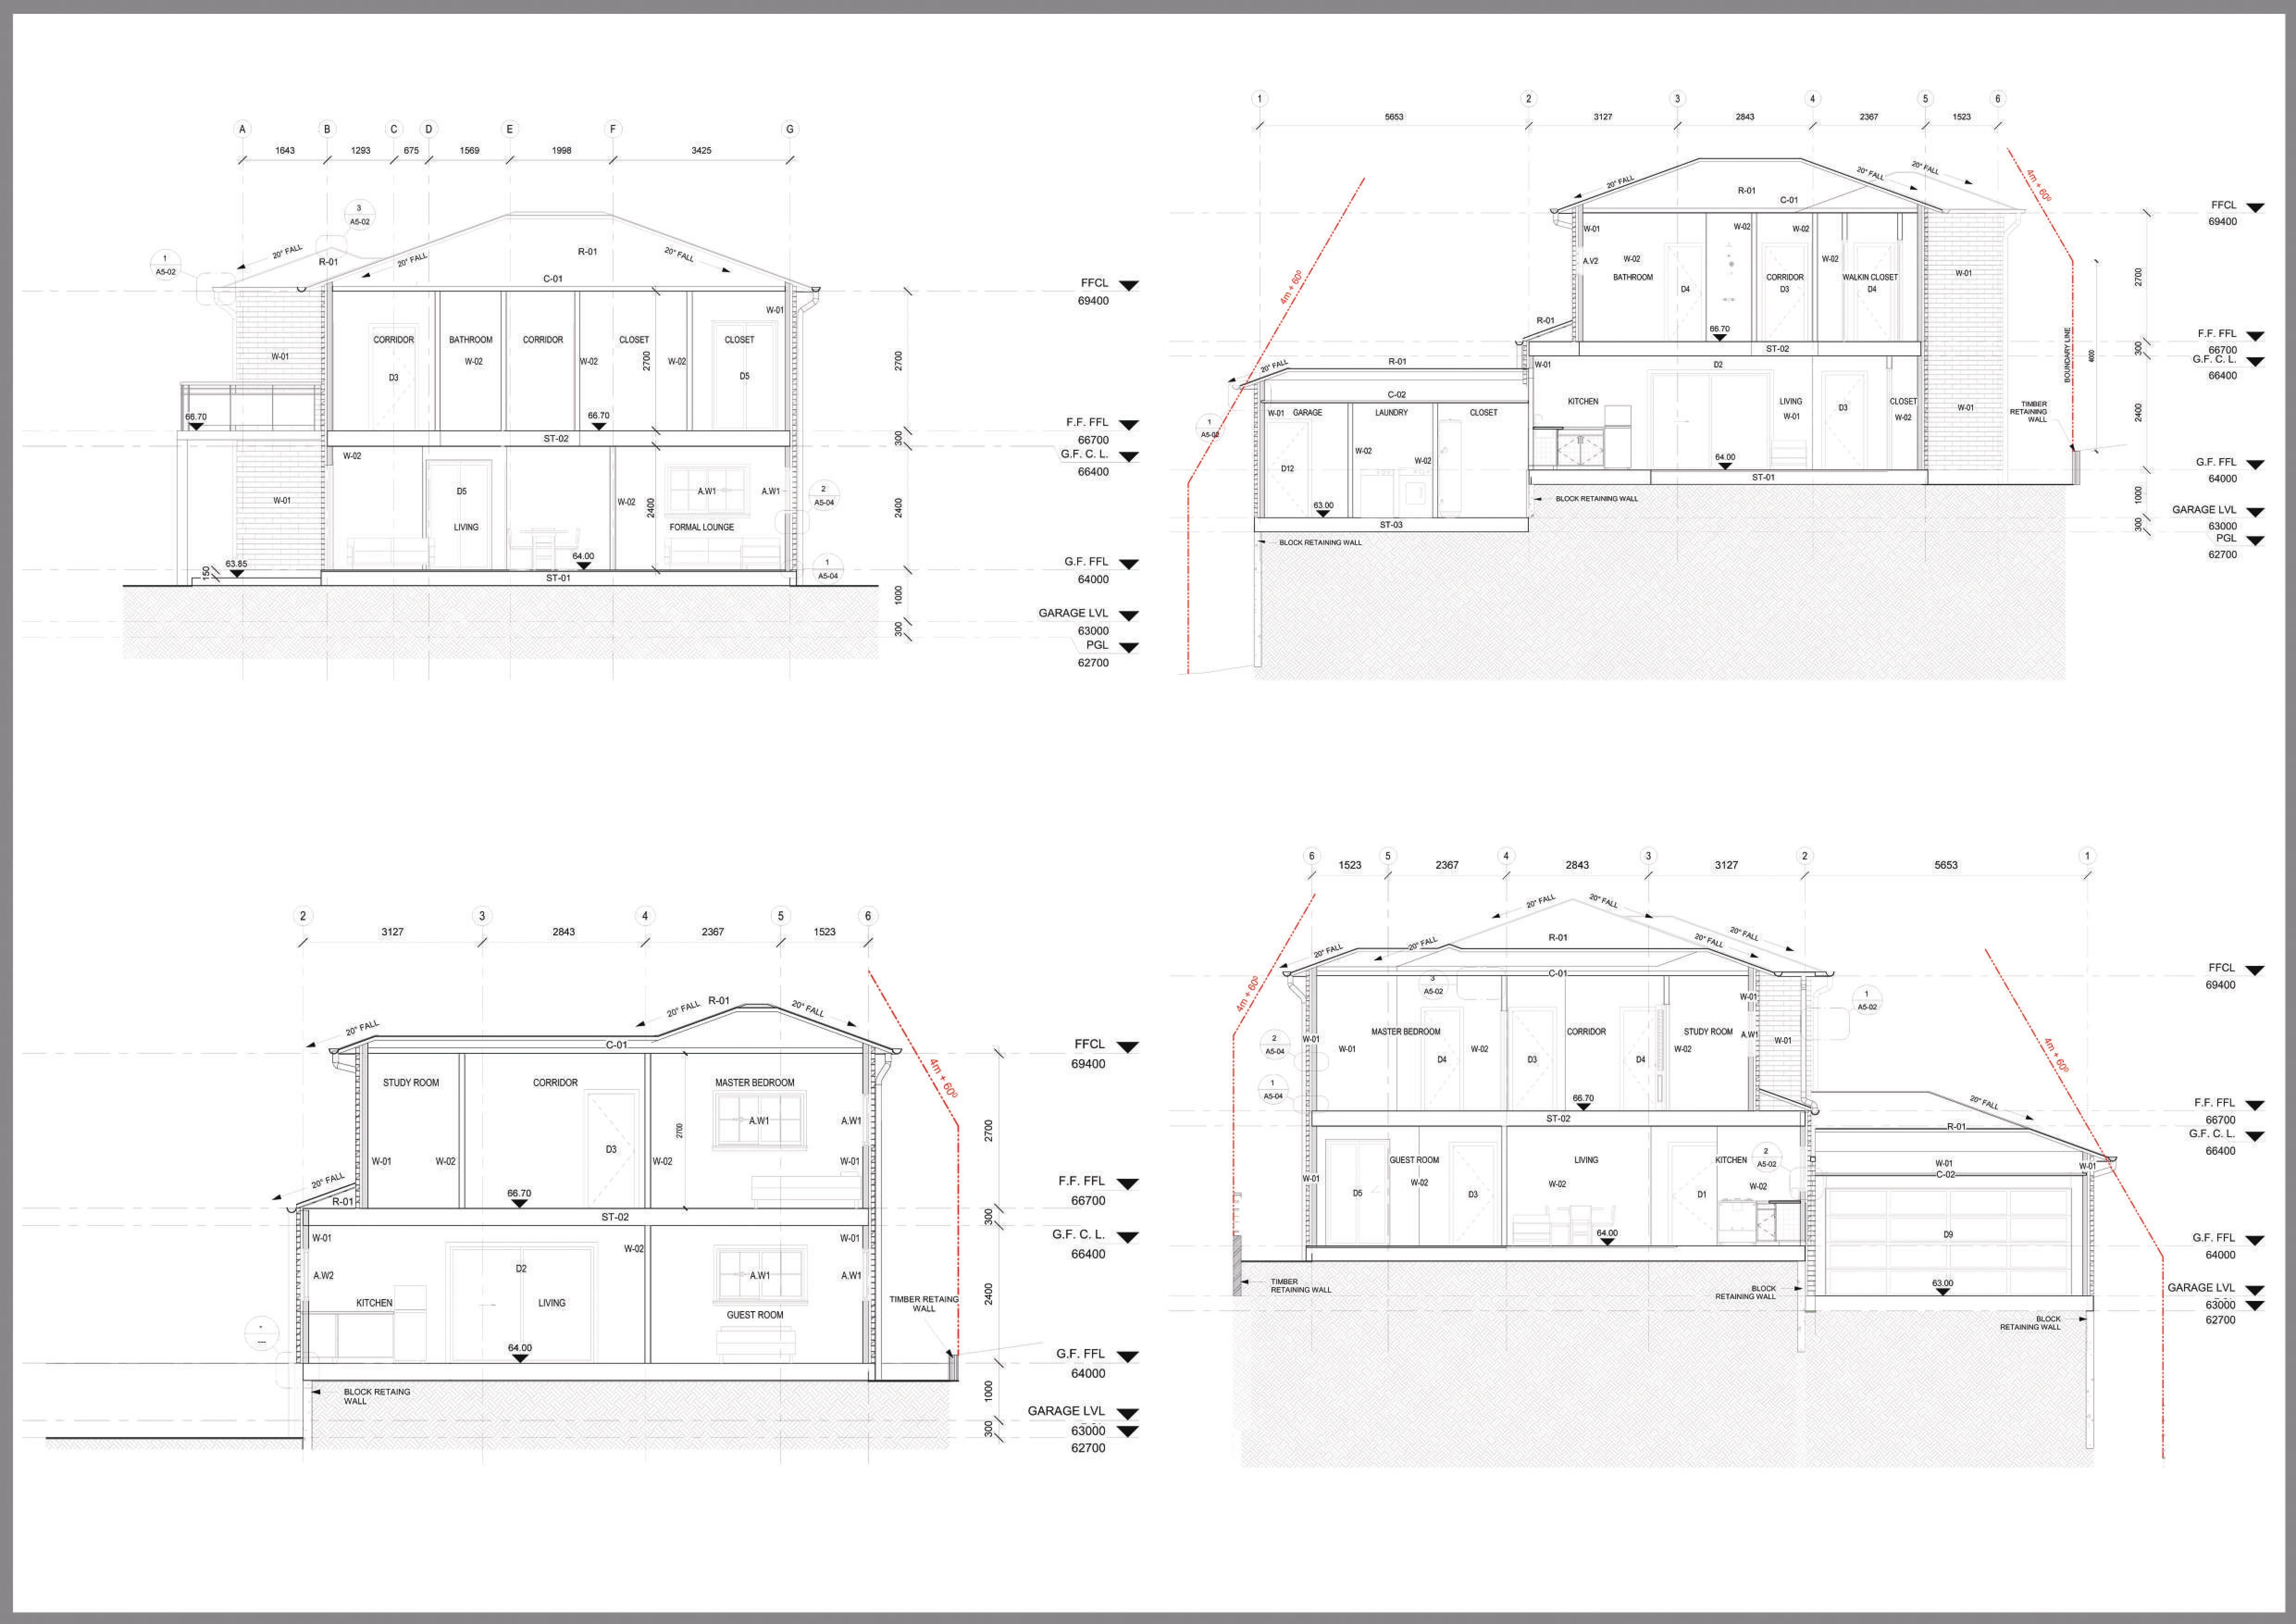 A B C D E F G
1643 1293 675 1569 1998 3425
3
A5-02
1
A5-02
20° FALL
R-01
20° FALL
R-01
20° FALL
C-01
FFCL
69400
W-01
CORRIDOR
BATHROOM
CORRIDOR
CLOSET
CLOSET
W-01
W-02
W-02
2700
W-02
2700
D3
D5
66.70
66.70
F.F. FFL
66700
ST-02
300
G.F. C. L.
66400
W-02
W-01
D5
W-02
A.W1
A.W1
2
A5-04
2400
2400
LIVING
FORMAL LOUNGE
63.85
150
64.00
1
A5-04
G.F. FFL
64000
ST-01
1000
GARAGE LVL
63000
300
PGL
62700
1 2 3 4 5 6
5653 3127 2843 2367 1523
4m + 60º
20° FALL
R-01
C-01
20° FALL
20° FALL
4m + 60º
FFCL
69400
W-01
W-02
W-02
A.V2
W-02
W-02
BATHROOM
CORRIDOR
WALKIN CLOSET
D4
D3
D4
W-01
2700
R-01
66.70
F.F. FFL
66700
ST-02
300
G.F. C. L.
66400
BOUNDARY LINE
4000
20° FALL
R-01
W-01
D2
C-02
KITCHEN
LIVING
W-01
D3
CLOSET
W-02
W-01
TIMBER
RETAINING
WALL
2400
W-01
GARAGE
LAUNDRY
CLOSET
1
A5-02
W-02
W-02
D12
64.00
G.F. FFL
64000
ST-01
BLOCK RETAINING WALL
1000
63.00
GARAGE LVL
63000
ST-03
300
PGL
62700
BLOCK RETAINING WALL
2 3 4 5 6
3127 2843 2367 1523
20° FALL
20° FALL
R-01
20° FALL
C-01
4m + 60º
FFCL
69400
STUDY ROOM
CORRIDOR
MASTER BEDROOM
A.W1
A.W1
2700
2700
D3
W-01
W-02
W-02
W-01
20° FALL
R-01
66.70
F.F. FFL
66700
ST-02
300
W-01
W-02
W-01
G.F. C. L.
66400
A.W2
D2
A.W1
A.W1
KITCHEN
LIVING
GUEST ROOM
TIMBER RETAING
WALL
2400
-
---
64.00
G.F. FFL
64000
BLOCK RETAING
WALL
1000
GARAGE LVL
63000
300
62700
6 5 4 3 2 1
1523 2367 2843 3127 5653
20° FALL
20° FALL
4m + 60º
20° FALL
20° FALL
R-01
20° FALL
20° FALL
C-01
FFCL
69400
3
A5-02
W-01
1
A5-02
2
A5-04
W-01
MASTER BEDROOM
CORRIDOR
STUDY ROOM
A.W1
W-01
W-01
W-02
W-02
D4
D3
D4
4m + 60º
1
A5-04
66.70
20° FALL
F.F. FFL
66700
ST-02
R-01
G.F. C. L.
66400
GUEST ROOM
LIVING
KITCHEN
2
A5-02
W-01
W-01
C-02
W-01
W-02
W-02
W-02
D5
D3
D1
64.00
D9
G.F. FFL
64000
TIMBER
RETAINING WALL
BLOCK
RETAINING WALL
63.00
GARAGE LVL
63000
62700
BLOCK
RETAINING WALL